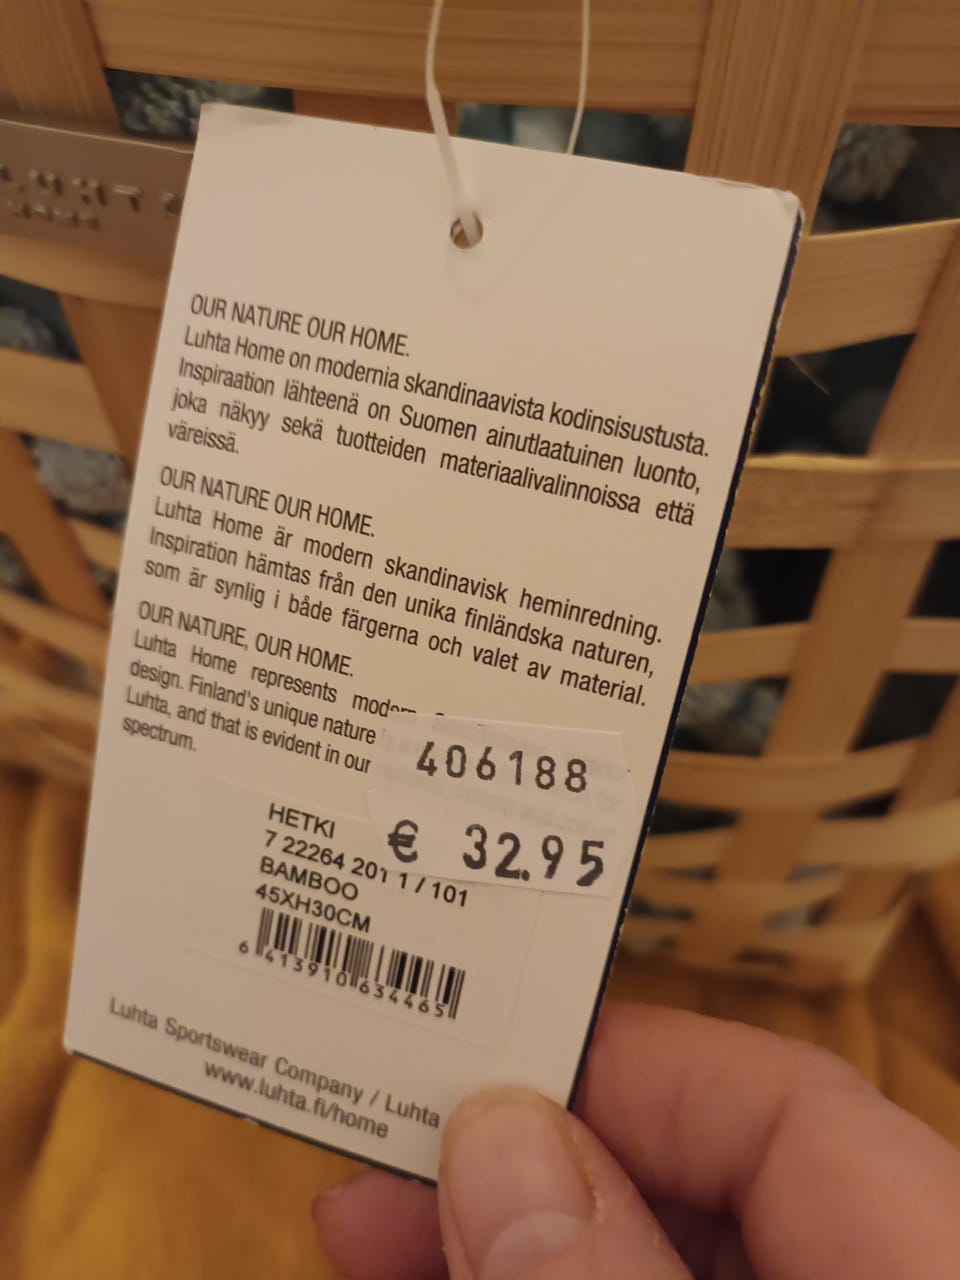 OUR NATURE OUR HOME.
Luhta Home on modernia skandinaavista kodinsisustusta.
Inspiraation lähteenä on Suomen ainutlaatuinen luonto,
joka näkyy sekä tuotteiden materiaalivalinnoissa että
väreissä.
OUR NATURE OUR HOME.
Luhta Home är modern skandinavisk heminredning.
Inspiration hämtas från den unika finländska naturen,
som är synlig i både färgerna och valet av material.
OUR NATURE, OUR HOME.
Luhta Home represents modern
design. Finland's unique nature
Luhta, and that is evident in our
spectrum.
406188
€ 32.95
HETKI
7 22264 201 1 / 101
BAMBOO
45XH30CM
6 413910 634465
Luhta Sportswear Company / Luhta
www.luhta.fi/home